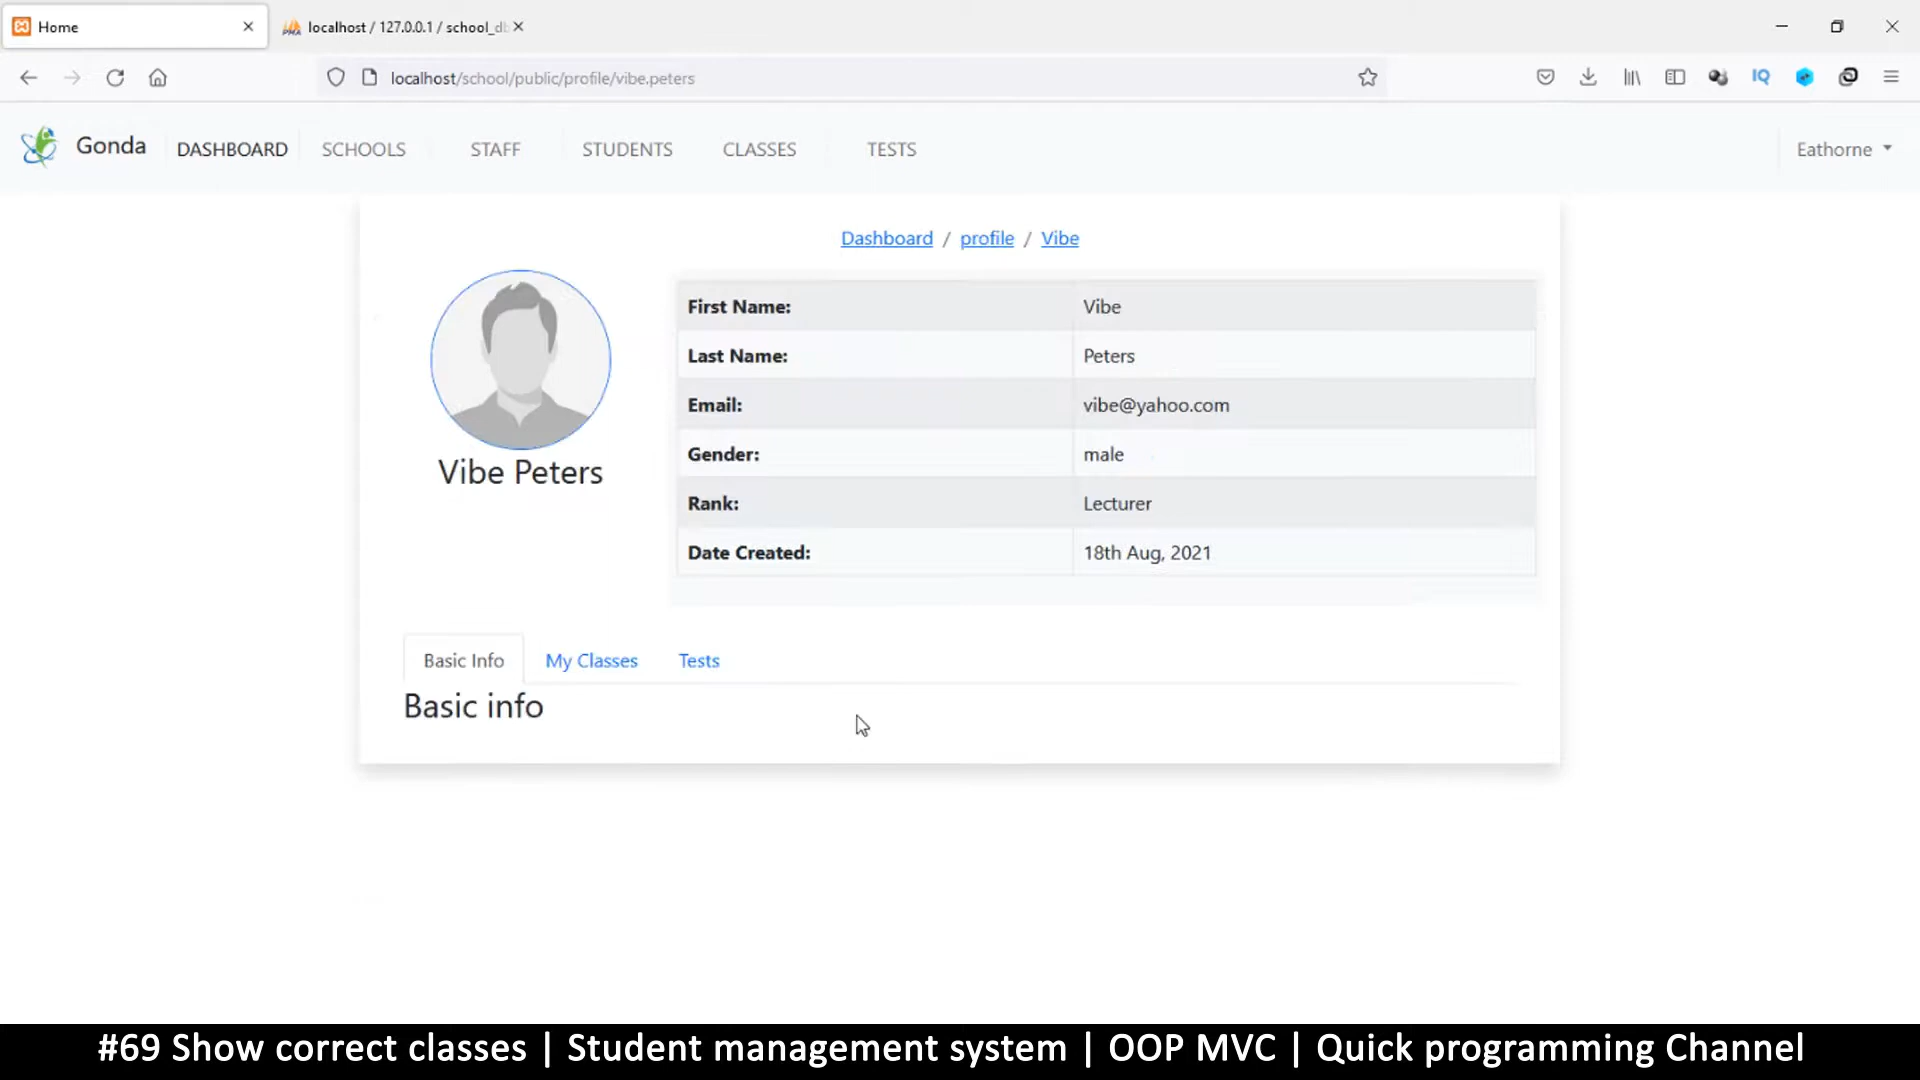 Home
localhost / 127.0.0.1 / school_db
localhost/school/public/profile/vibe.peters
IQ
Gonda
DASHBOARD
SCHOOLS
STAFF
STUDENTS
CLASSES
TESTS
Eathorne
Dashboard / profile / Vibe
First Name: Vibe
Last Name: Peters
Email: vibe@yahoo.com
Gender: male
Rank: Lecturer
Date Created: 18th Aug, 2021
Vibe Peters
Basic Info
My Classes
Tests
Basic info
#69 Show correct classes | Student management system | OOP MVC | Quick programming Channel